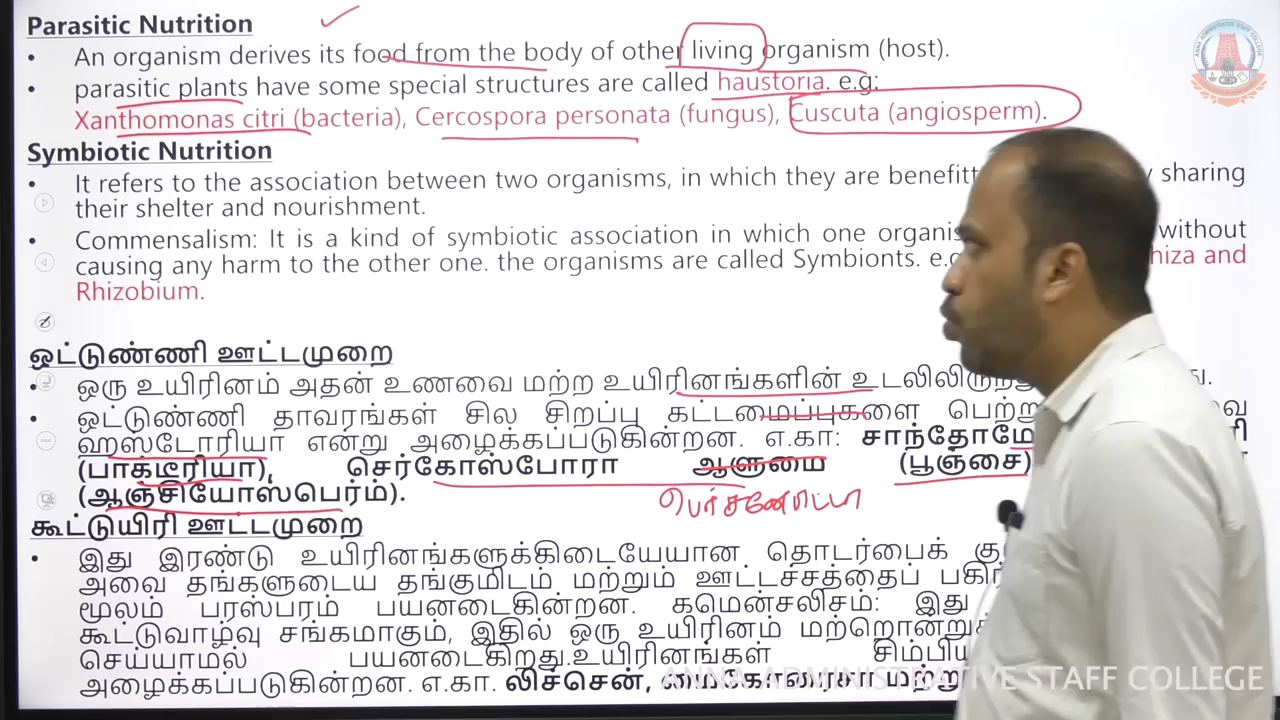 Parasitic Nutrition
• An organism derives its food from the body of other living organism (host).
• parasitic plants have some special structures are called haustoria. e.g:
Xanthomonas citri (bacteria), Cercospora personata (fungus), Cuscuta (angiosperm).
Symbiotic Nutrition
• It refers to the association between two organisms, in which they are sharing
their shelter and nourishment.
• Commensalism: It is a kind of symbiotic association in which one without
causing any harm to the other one. the organisms are called Symbionts. and
Rhizobium.
ஒட்டுண்ணி ஊட்டமுறை
• ஒரு உயிரினம் அதன் உணவை மற்ற உயிரினங்களின்
• ஒட்டுண்ணி தாவரங்கள் சில சிறப்பு கட்டமைப்புகளை
ஹஸ்டோரியா என்று அழைக்கப்படுகின்றன. எ.கா:
(பாக்டீரியா), செர்கோஸ்போரா ஆளுமை (பூஞ்சை)
(ஆஞ்சியோஸ்பெர்ம்).
பெர்சனேட்டா
கூட்டுயிரி ஊட்டமுறை
• இது இரண்டு உயிரினங்களுக்கிடையேயான தொடர்பைக்
அவை தங்களுடைய தங்குமிடம் மற்றும் ஊட்டச்சத்தைப்
மூலம் பரஸ்பரம் பயனடைகின்றன. கமென்சலிசம்: இது
கூட்டுவாழ்வு சங்கமாகும், இதில் ஒரு உயிரினம்
செய்யாமல் பயனடைகிறது.உயிரினங்கள்
அழைக்கப்படுகின்றன. எ.கா. லிச்சென், மைகோரைசா மற்று
ANNA ADMINISTRATIVE STAFF COLLEGE